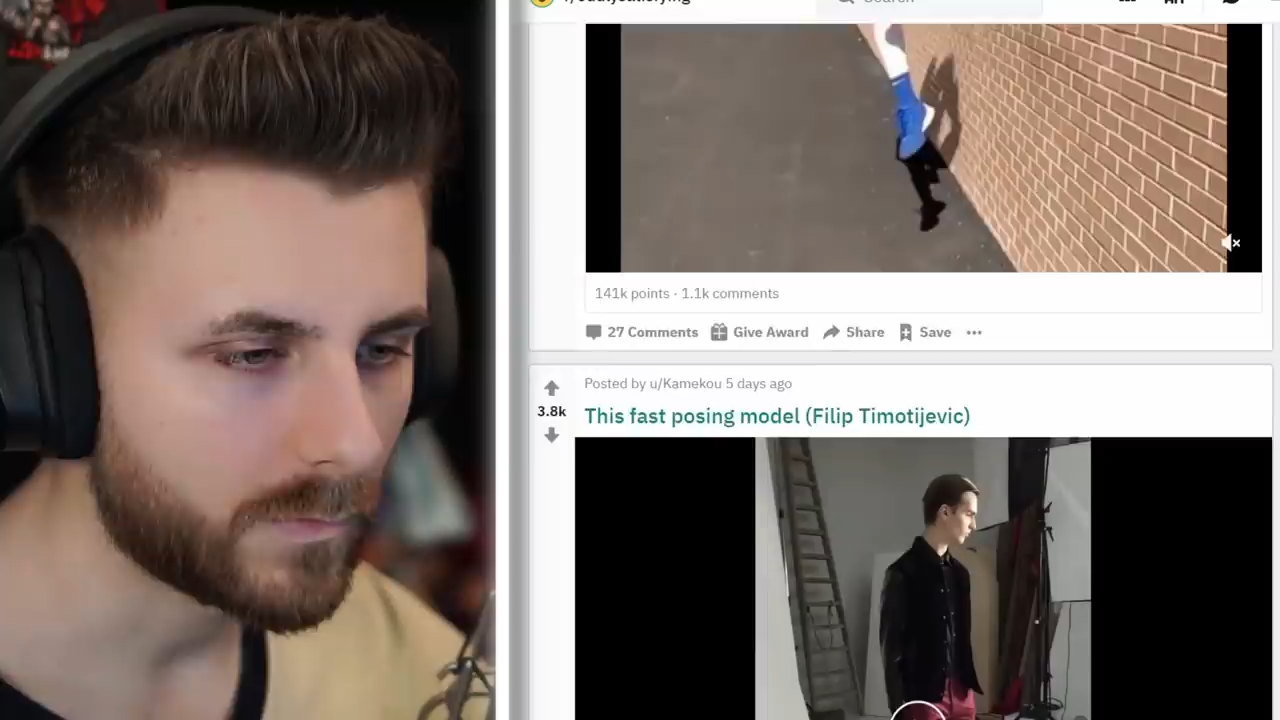 Search
141k points · 1.1k comments
27 Comments Give Award Share Save
Posted by u/Kamekou 5 days ago
3.8k
This fast posing model (Filip Timotijevic)